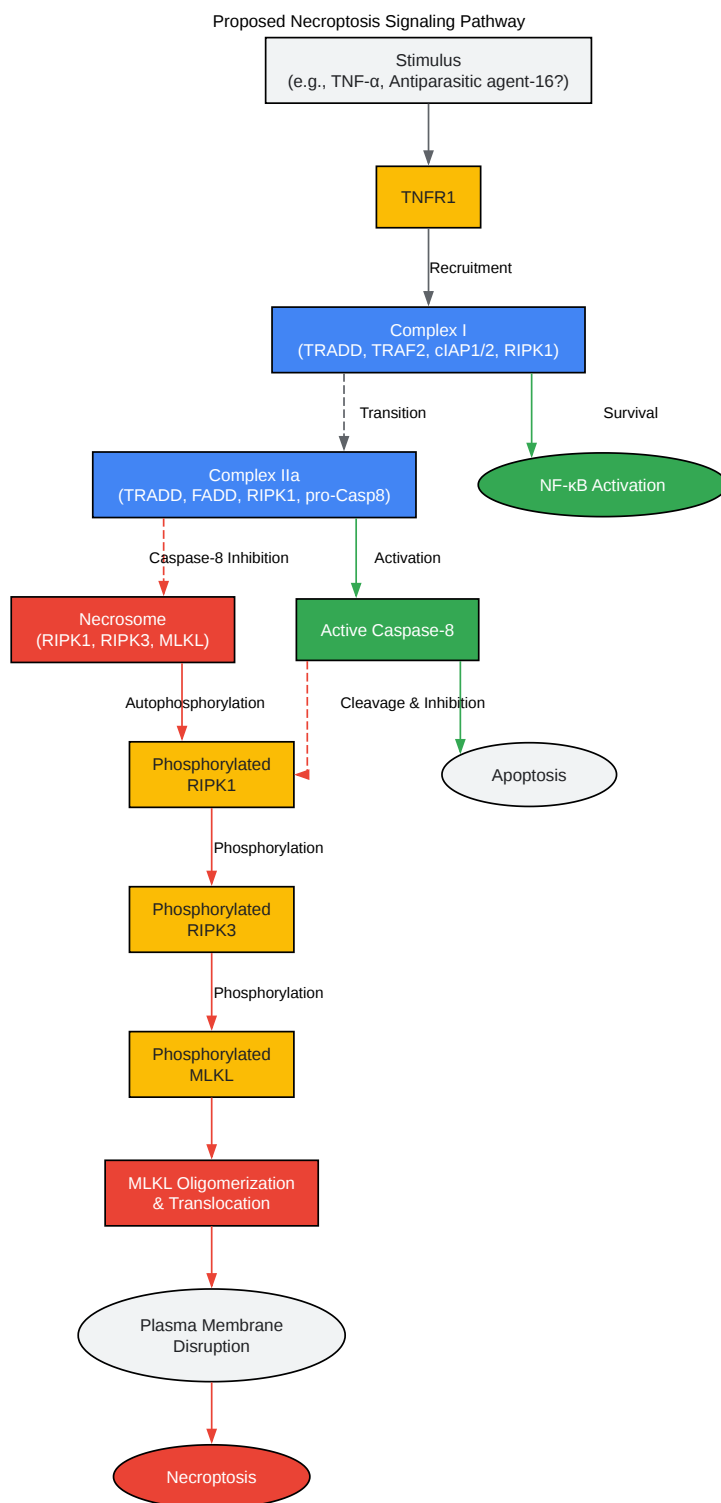 Proposed Necroptosis Signaling Pathway
Stimulus
(e.g., TNF-α, Antiparasitic agent-16?)
TNFR1
Recruitment
Complex I
(TRADD, TRAF2, cIAP1/2, RIPK1)
Transition
Survival
Complex IIa
(TRADD, FADD, RIPK1, pro-Casp8)
NF-κB Activation
Caspase-8 Inhibition
Activation
Necrosome
(RIPK1, RIPK3, MLKL)
Active Caspase-8
Autophosphorylation
Cleavage & Inhibition
Phosphorylated
RIPK1
Apoptosis
Phosphorylation
Phosphorylated
RIPK3
Phosphorylation
Phosphorylated
MLKL
MLKL Oligomerization
& Translocation
Plasma Membrane
Disruption
Necroptosis